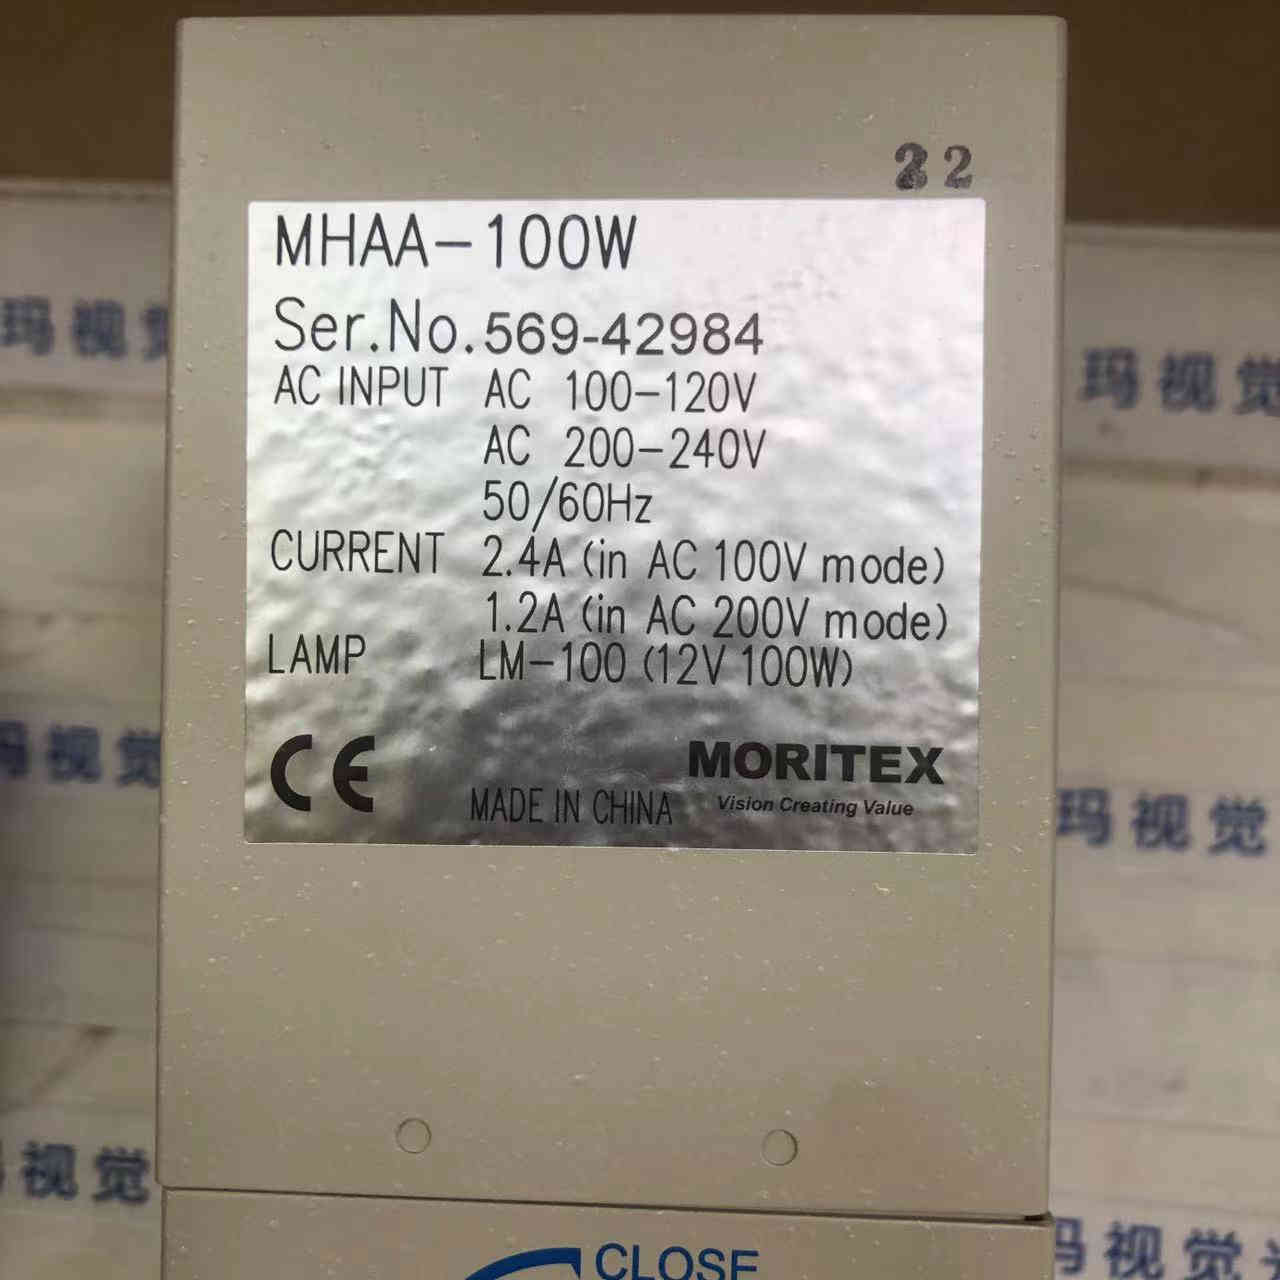 22
MHAA-100W
Ser.No.569-42984
AC INPUT AC 100-120V
AC 200-240V
50/60Hz
CURRENT 2.4A (in AC 100V mode)
1.2A (in AC 200V mode)
LAMP LM-100 (12V 100W)
CE
MADE IN CHINA
MORITEX
Vision Creating Value
CLOSE
玛视觉
玛视觉
玛视觉
玛视觉
视觉
玛视觉